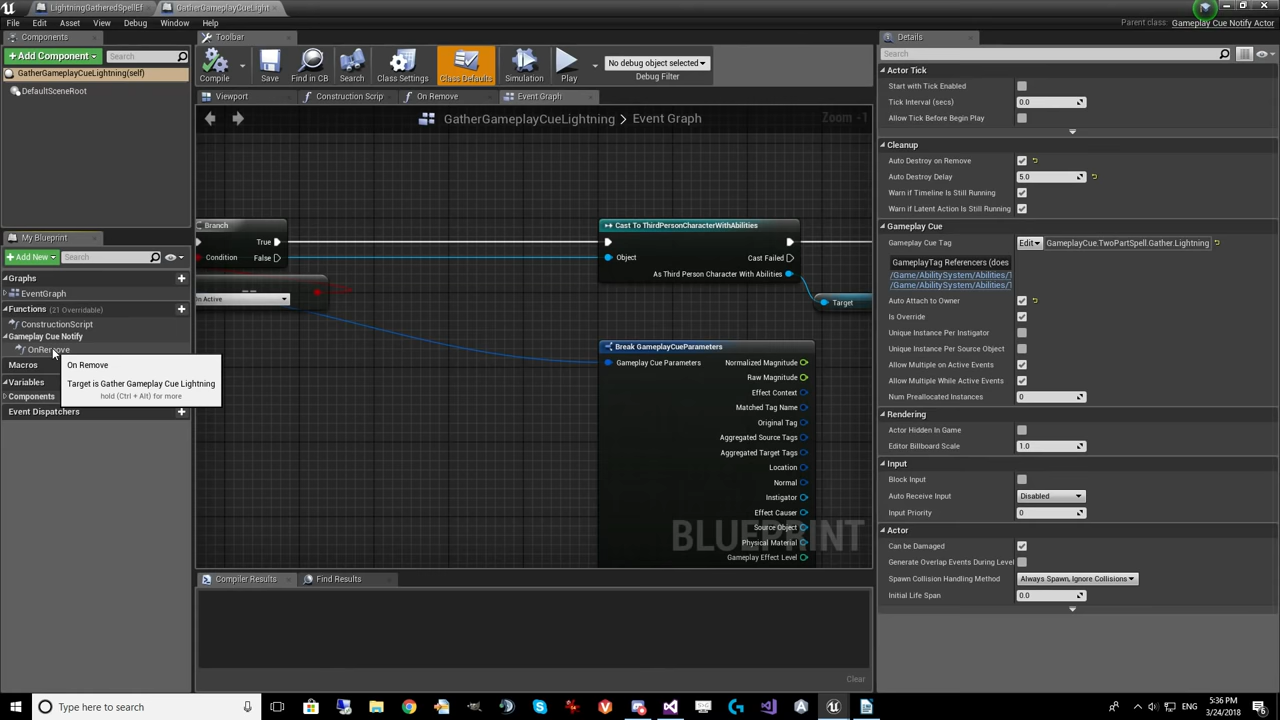 LightningGatheredSpellEf
GatherGameplayCueLight
File Edit Asset View Debug Window Help
Parent class: Gameplay Cue Notify Actor
Components
+ Add Component
Search
GatherGameplayCueLightning(self)
DefaultSceneRoot
Toolbar
Compile
Save
Find in CB
Search
Class Settings
Class Defaults
Simulation
Play
No debug object selected
Debug Filter
Viewport
Construction Scrip
On Remove
Event Graph
GatherGameplayCueLightning > Event Graph
Zoom -1
Branch
True
Condition
False
n Active
==
Cast To ThirdPersonCharacterWithAbilities
Object
Cast Failed
As Third Person Character With Abilities
Target
Break GameplayCueParameters
Gameplay Cue Parameters
Normalized Magnitude
Raw Magnitude
Effect Context
Matched Tag Name
Original Tag
Aggregated Source Tags
Aggregated Target Tags
Location
Normal
Instigator
Effect Causer
Source Object
Physical Material
Gameplay Effect Level
BLUEPRINT
My Blueprint
+ Add New
Search
Graphs
EventGraph
Functions (21 Overridable)
ConstructionScript
Gameplay Cue Notify
OnRemove
Macros
Variables
Components
Event Dispatchers
On Remove
Target is Gather Gameplay Cue Lightning
hold (Ctrl + Alt) for more
Compiler Results
Find Results
Clear
Details
Search
Actor Tick
Start with Tick Enabled
Tick Interval (secs) 0.0
Allow Tick Before Begin Play
Cleanup
Auto Destroy on Remove
Auto Destroy Delay 5.0
Warn if Timeline Is Still Running
Warn if Latent Action Is Still Running
Gameplay Cue
Gameplay Cue Tag Edit GameplayCue.TwoPartSpell.Gather.Lightning
GameplayTag Referencers (does
/Game/AbilitySystem/Abilities/T
/Game/AbilitySystem/Abilities/T
Auto Attach to Owner
Is Override
Unique Instance Per Instigator
Unique Instance Per Source Object
Allow Multiple on Active Events
Allow Multiple While Active Events
Num Preallocated Instances 0
Rendering
Actor Hidden In Game
Editor Billboard Scale 1.0
Input
Block Input
Auto Receive Input Disabled
Input Priority 0
Actor
Can be Damaged
Generate Overlap Events During Level
Spawn Collision Handling Method Always Spawn, Ignore Collisions
Initial Life Span 0.0
Type here to search
5:36 PM
3/24/2018